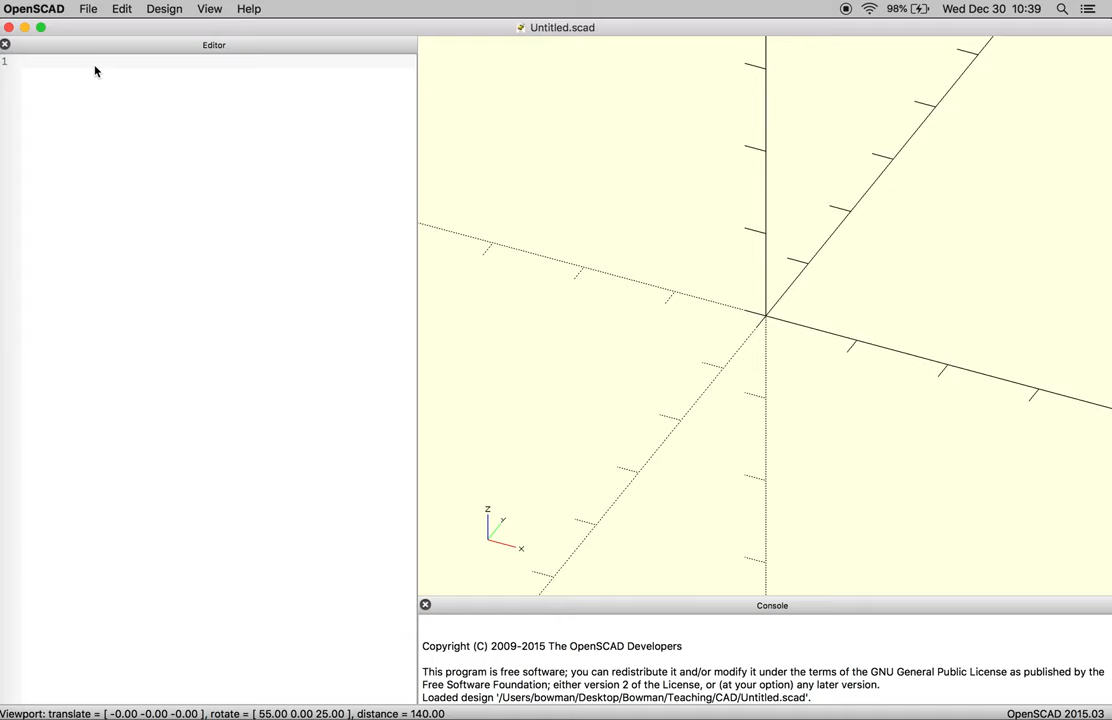 OpenSCAD File Edit Design View Help 98% Wed Dec 30 10:39
Untitled.scad
Editor
1
Z
Y
X
Console
Copyright (C) 2009-2015 The OpenSCAD Developers
This program is free software; you can redistribute it and/or modify it under the terms of the GNU General Public License as published by the
Free Software Foundation; either version 2 of the License, or (at your option) any later version.
Loaded design '/Users/bowman/Desktop/Bowman/Teaching/CAD/Untitled.scad'.
Viewport: translate = [ -0.00 -0.00 -0.00 ], rotate = [ 55.00 0.00 25.00 ], distance = 140.00 OpenSCAD 2015.03